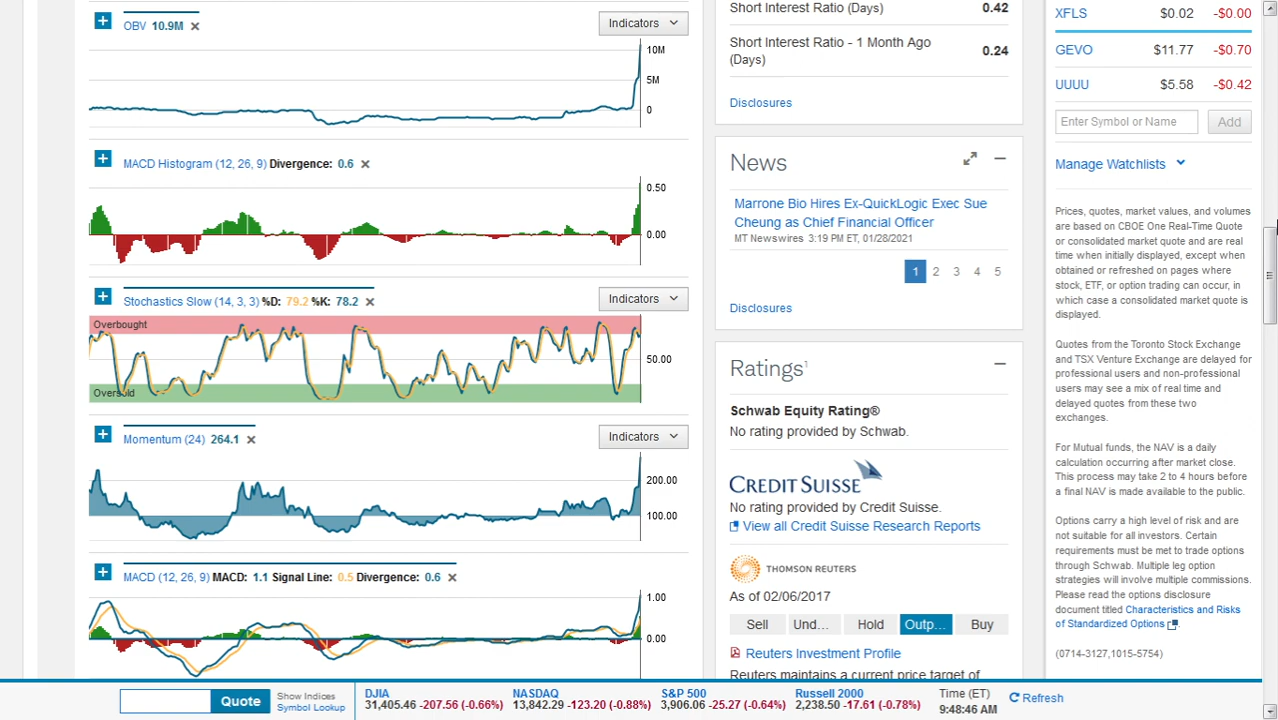 OBV 10.9M
Indicators
10M
5M
0
MACD Histogram (12, 26, 9) Divergence: 0.6
0.50
0.00
Stochastics Slow (14, 3, 3) %D: 79.2 %K: 78.2
Indicators
Overbought
50.00
Oversold
Momentum (24) 264.1
Indicators
200.00
100.00
MACD (12, 26, 9) MACD: 1.1 Signal Line: 0.5 Divergence: 0.6
1.00
0.00
Short Interest Ratio (Days) 0.42
Short Interest Ratio - 1 Month Ago
(Days) 0.24
Disclosures
News
Marrone Bio Hires Ex-QuickLogic Exec Sue
Cheung as Chief Financial Officer
MT Newswires 3:19 PM ET, 01/28/2021
1 2 3 4 5
Disclosures
Ratings1
Schwab Equity Rating®
No rating provided by Schwab.
CREDIT SUISSE
No rating provided by Credit Suisse.
View all Credit Suisse Research Reports
THOMSON REUTERS
As of 02/06/2017
Sell Und... Hold Outp... Buy
Reuters Investment Profile
Reuters maintains a current price target of
XFLS $0.02 -$0.00
GEVO $11.77 -$0.70
UUUU $5.58 -$0.42
Enter Symbol or Name Add
Manage Watchlists
Prices, quotes, market values, and volumes
are based on CBOE One Real-Time Quote
or consolidated market quote and are real
time when initially displayed, except when
obtained or refreshed on pages where
stock, ETF, or option trading can occur, in
which case a consolidated market quote is
displayed.
Quotes from the Toronto Stock Exchange
and TSX Venture Exchange are delayed for
professional users and non-professional
users may see a mix of real time and
delayed quotes from these two
exchanges.
For Mutual funds, the NAV is a daily
calculation occurring after market close.
This process may take 2 to 4 hours before
a final NAV is made available to the public.
Options carry a high level of risk and are
not suitable for all investors. Certain
requirements must be met to trade options
through Schwab. Multiple leg option
strategies will involve multiple commissions.
Please read the options disclosure
document titled Characteristics and Risks
of Standardized Options
(0714-3127,1015-5754)
Quote
Show Indices
Symbol Lookup
DJIA
31,405.46 -207.56 (-0.66%)
NASDAQ
13,842.29 -123.20 (-0.88%)
S&P 500
3,906.06 -25.27 (-0.64%)
Russell 2000
2,238.50 -17.61 (-0.78%)
Time (ET)
9:48:46 AM
Refresh